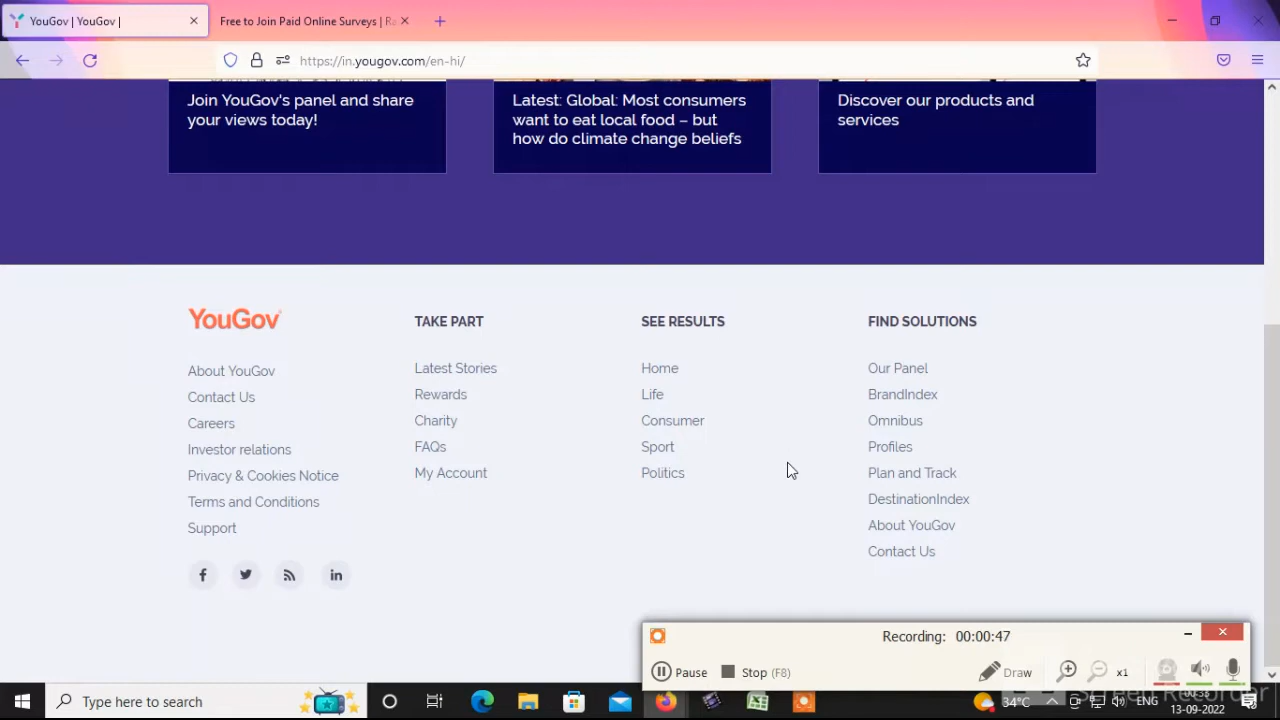 YouGov | YouGov |
Free to Join Paid Online Surveys | Ra
https://in.yougov.com/en-hi/
Join YouGov's panel and share
your views today!
Latest: Global: Most consumers
want to eat local food – but
how do climate change beliefs
Discover our products and
services
YouGov
About YouGov
Contact Us
Careers
Investor relations
Privacy & Cookies Notice
Terms and Conditions
Support
TAKE PART
Latest Stories
Rewards
Charity
FAQs
My Account
SEE RESULTS
Home
Life
Consumer
Sport
Politics
FIND SOLUTIONS
Our Panel
BrandIndex
Omnibus
Profiles
Plan and Track
DestinationIndex
About YouGov
Contact Us
Recording: 00:00:47
Pause
Stop (F8)
Draw
x1
Screen Recorder
Type here to search
34°C
ENG
13-09-2022